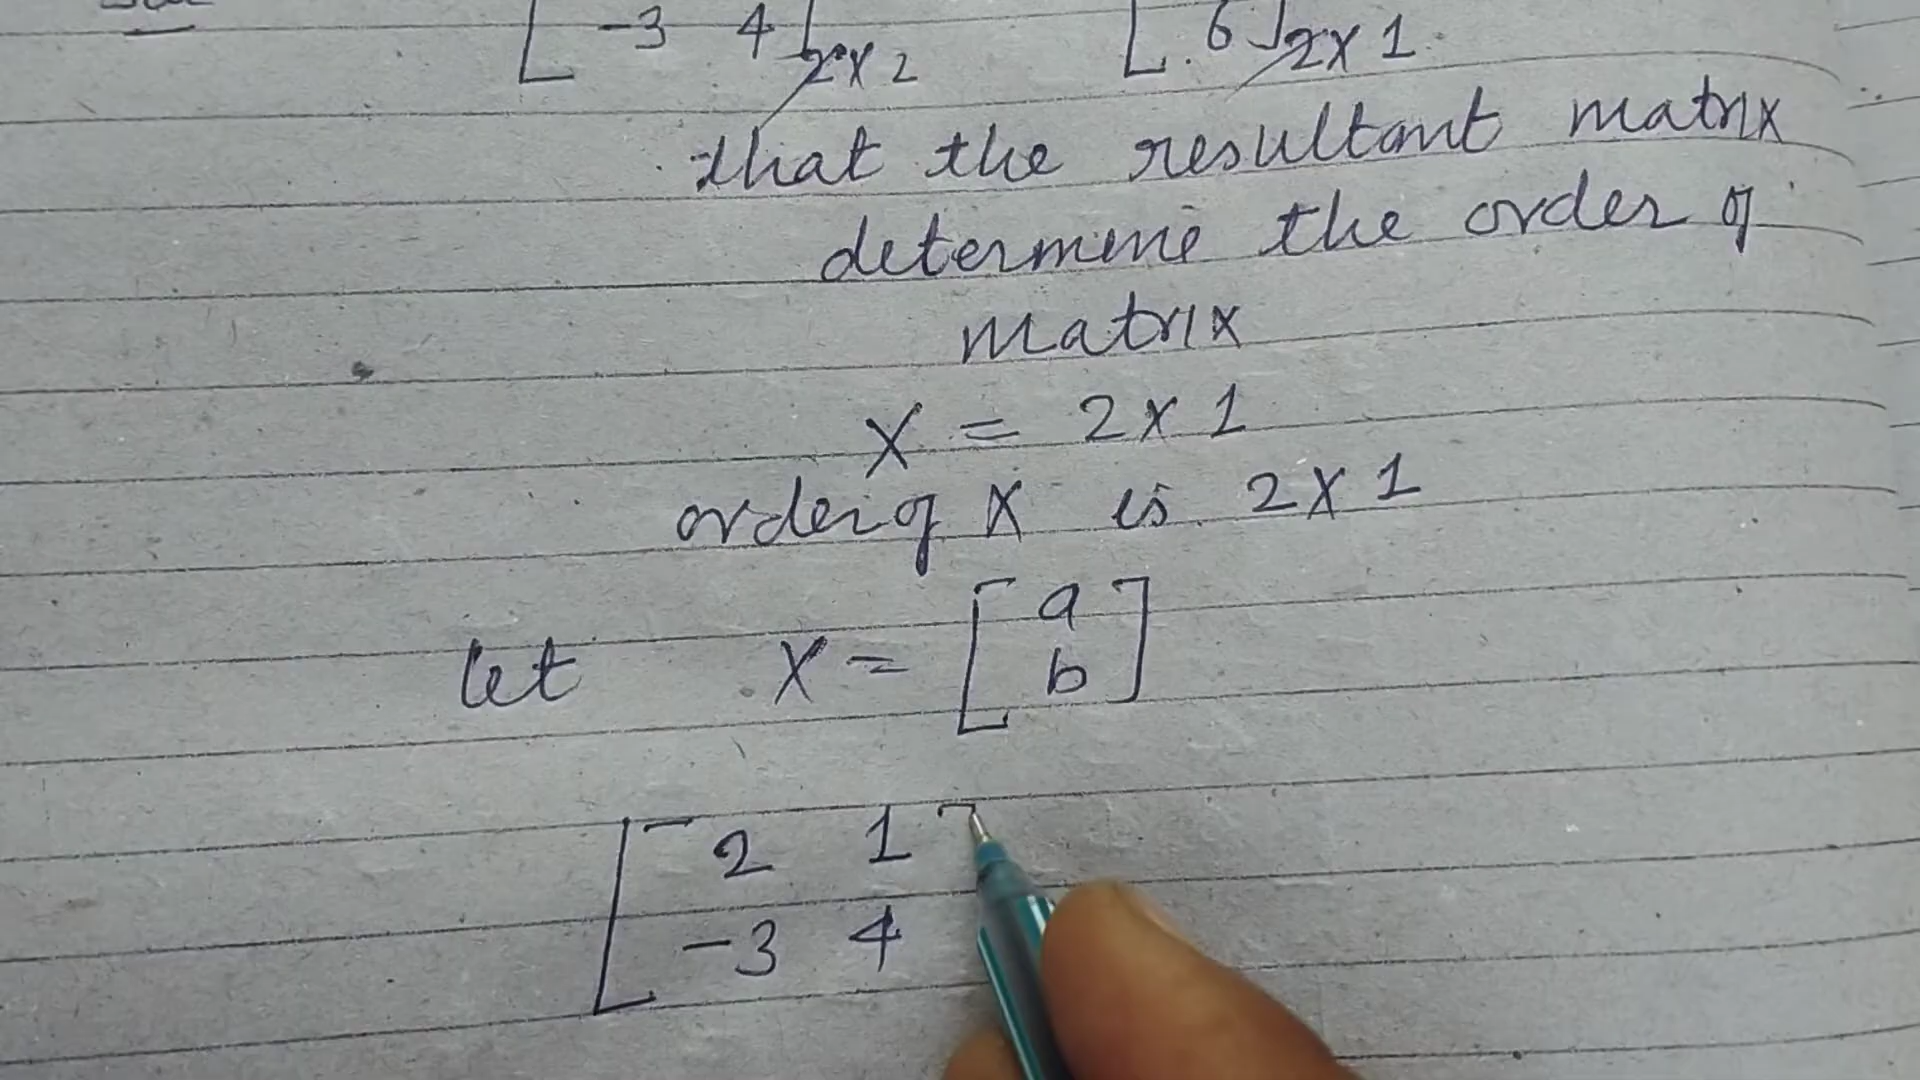 [ -3 4 ] 2x2 [ 6 ] 2x1
that the resultant matrix
determine the order of
matrix
X = 2x1
order of X is 2x1
let X = [ a
b ]
[ 2 1 ]
-3 4